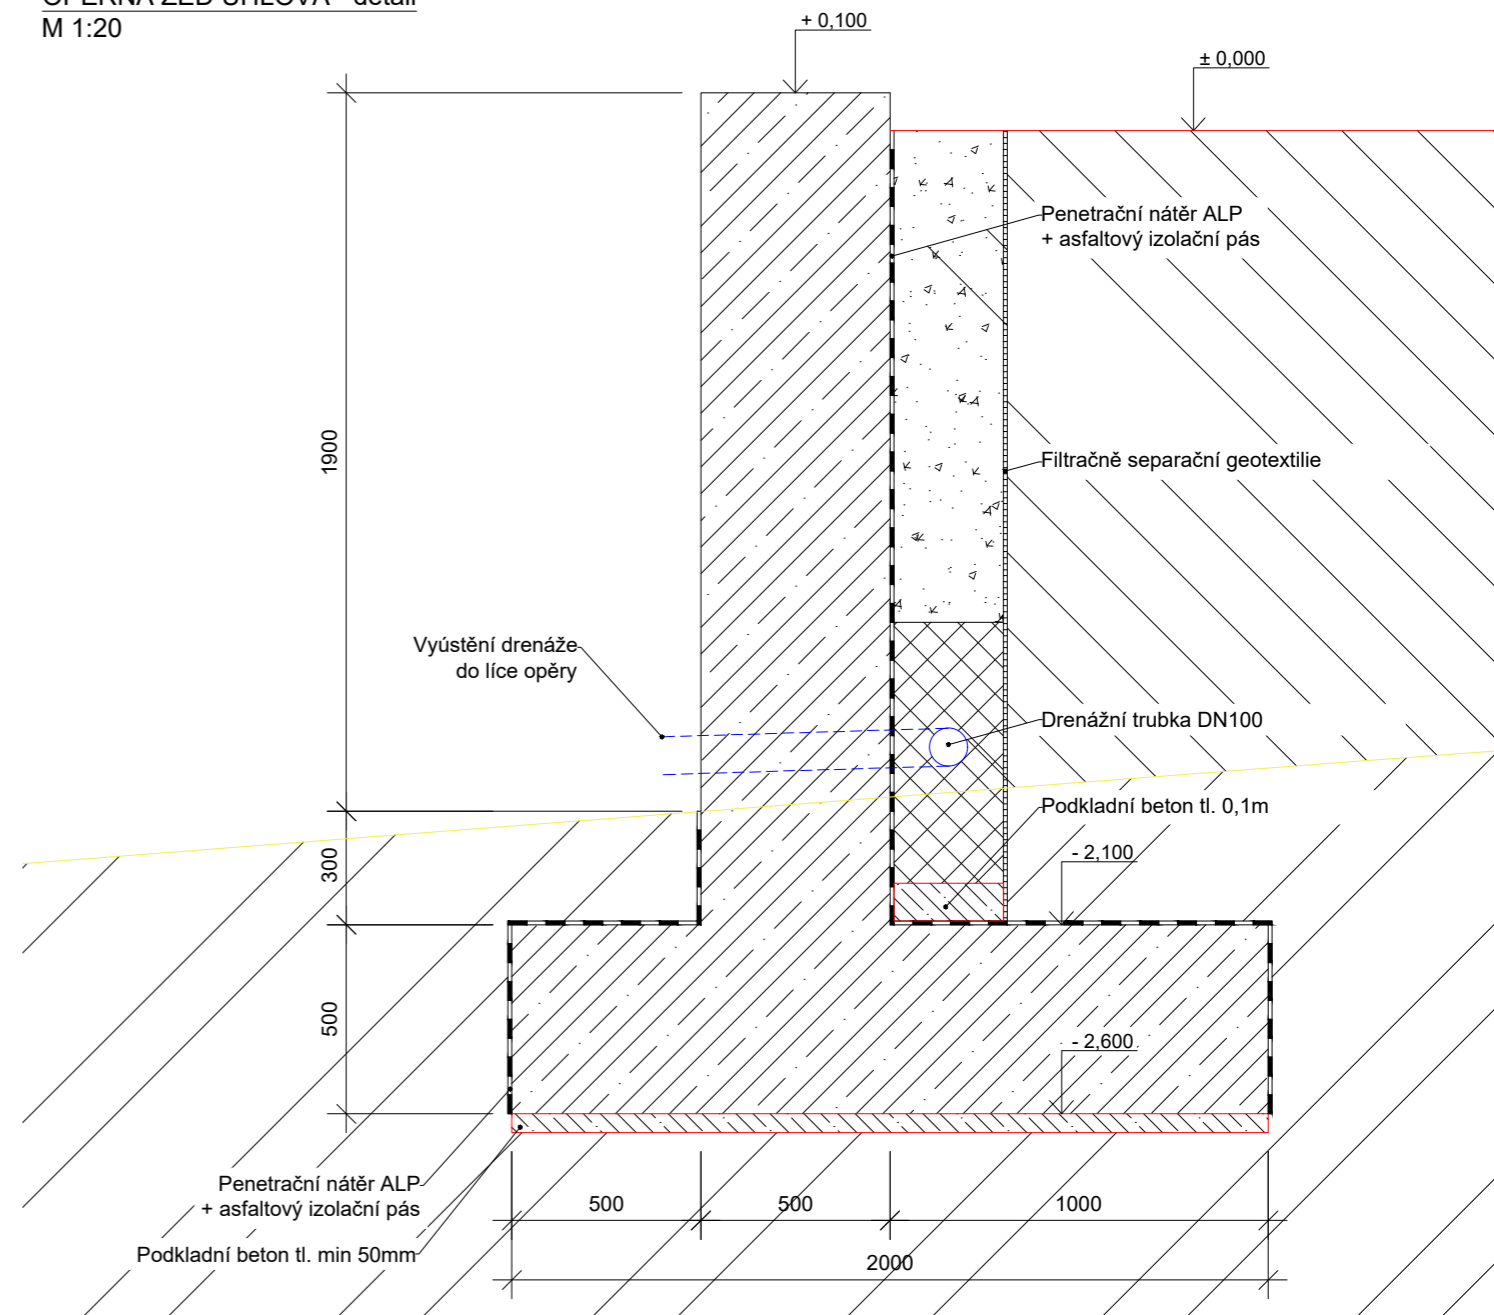 M 1:20
+ 0,100
± 0,000
Penetrační nátěr ALP
+ asfaltový izolační pás
1900
Filtračně separační geotextilie
Vyústění drenáže
do líce opěry
Drenážní trubka DN100
Podkladní beton tl. 0,1m
300
- 2,100
500
- 2,600
Penetrační nátěr ALP
+ asfaltový izolační pás
Podkladní beton tl. min 50mm
500
500
1000
2000